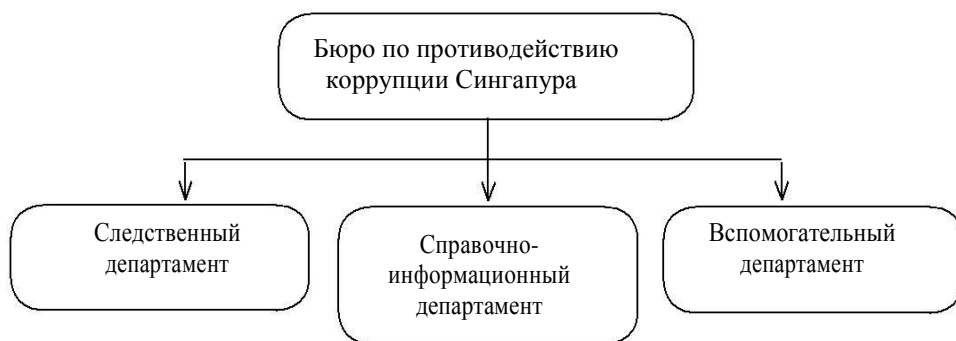 Бюро по противодействию
коррупции Сингапура
Следственный
департамент
Справочно-
информационный
департамент
Вспомогательный
департамент